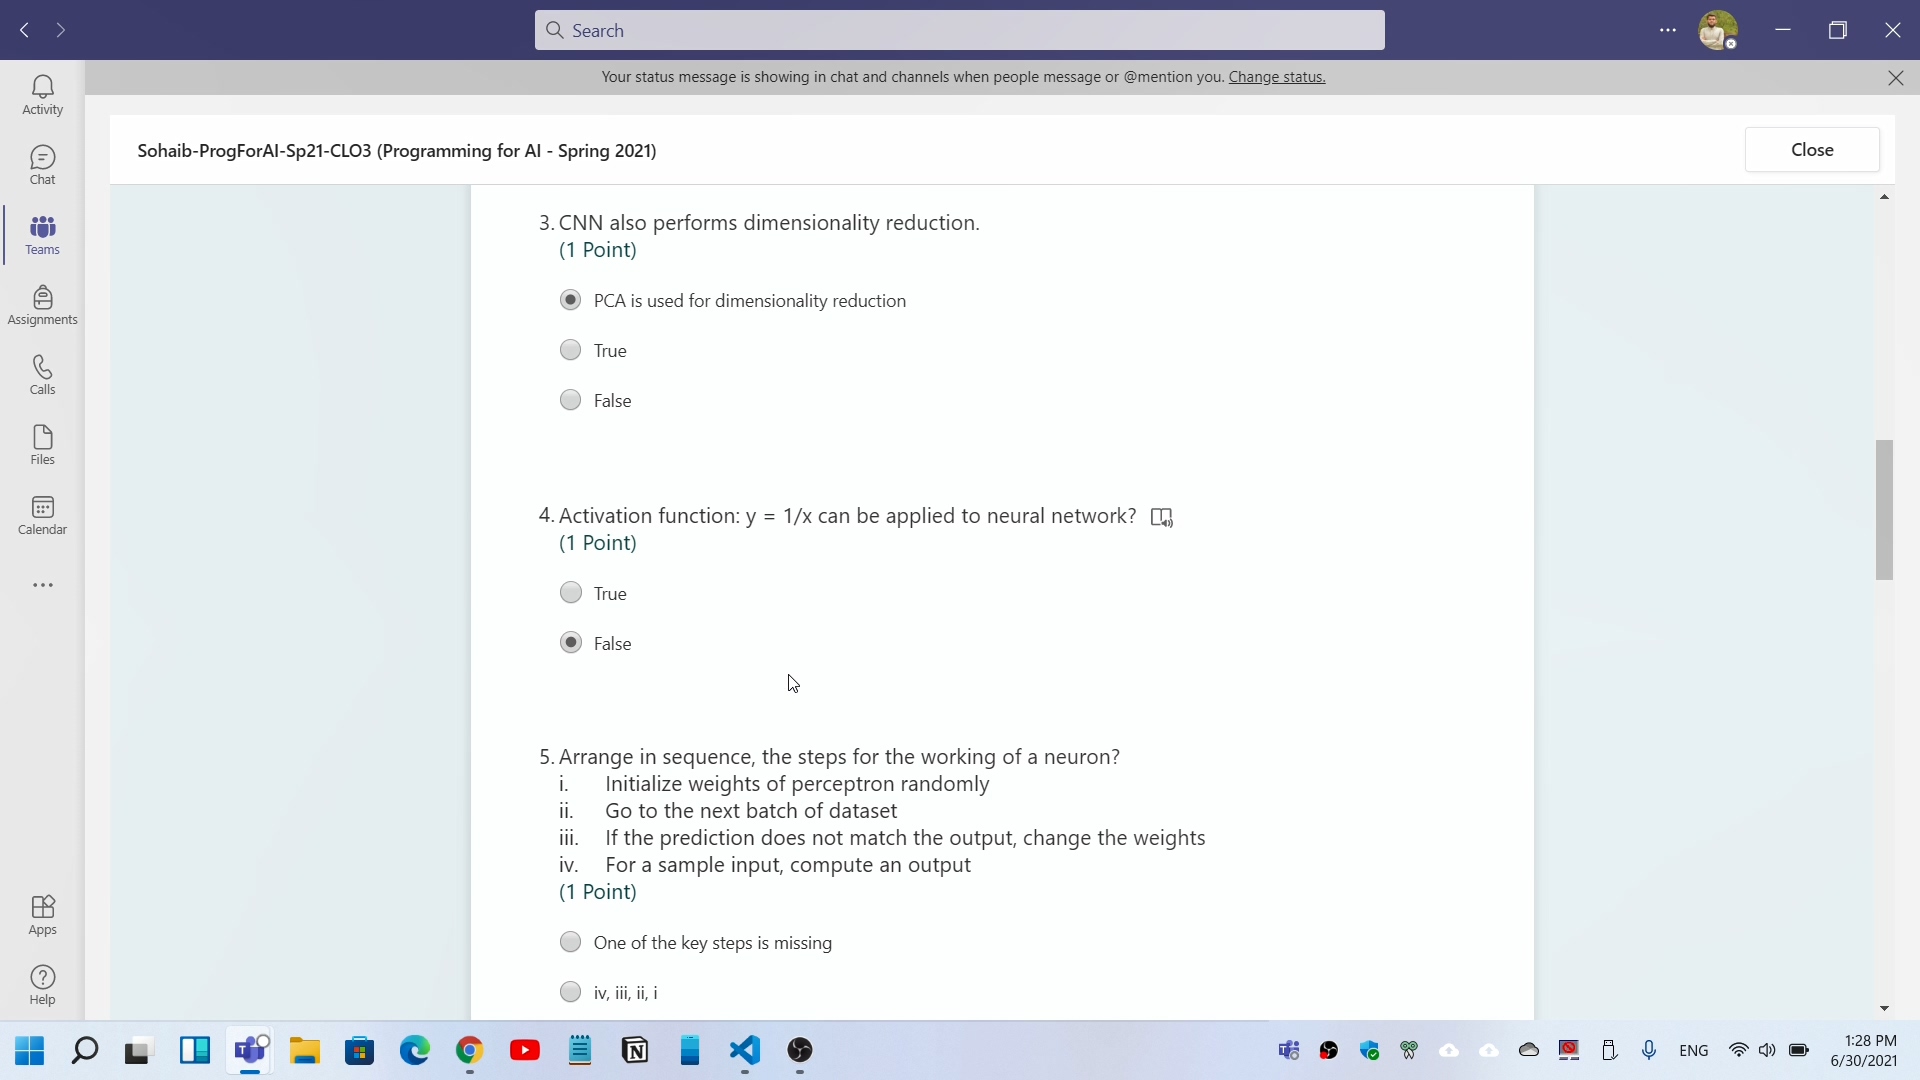 Search
Your status message is showing in chat and channels when people message or @mention you. Change status.
Activity
Chat
Teams
Assignments
Calls
Files
Calendar
Apps
Help
Sohaib-ProgForAI-Sp21-CLO3 (Programming for AI - Spring 2021)
Close
3. CNN also performs dimensionality reduction.
(1 Point)
PCA is used for dimensionality reduction
True
False
4. Activation function: y = 1/x can be applied to neural network?
(1 Point)
True
False
5. Arrange in sequence, the steps for the working of a neuron?
i. Initialize weights of perceptron randomly
ii. Go to the next batch of dataset
iii. If the prediction does not match the output, change the weights
iv. For a sample input, compute an output
(1 Point)
One of the key steps is missing
iv, iii, ii, i
ENG
1:28 PM
6/30/2021